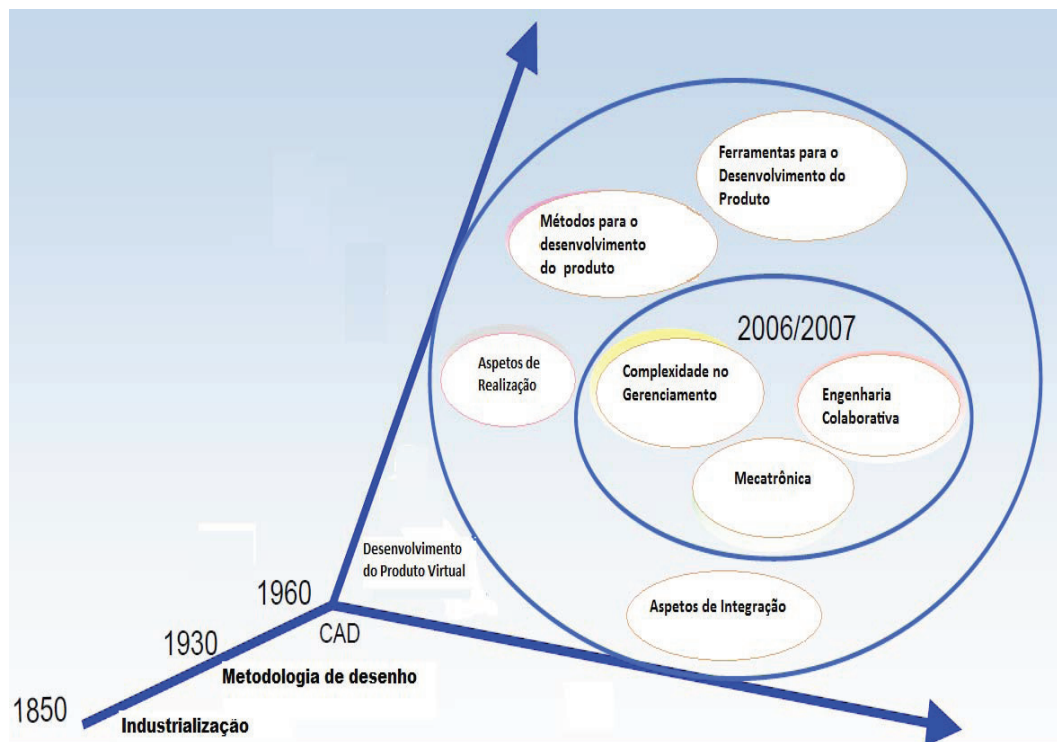 Ferramentas para o
Desenvolvimento do
Produto
Métodos para o
desenvolvimento
do produto
2006/2007
Aspetos de
Realização
Complexidade no
Gerenciamento
Engenharia
Colaborativa
Mecatrônica
Desenvolvimento
do Produto Virtual
1960
Aspetos de Integração
CAD
1930
Metodologia de desenho
1850
Industrialização